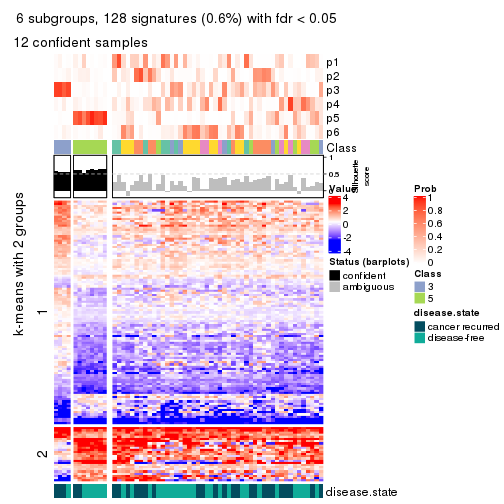 6 subgroups, 128 signatures (0.6%) with fdr < 0.05
12 confident samples
p1
p2
p3
p4
p5
p6
Class
1
0.5
0
Silhouette
score
k-means with 2 groups
1
2
disease.state
Value
4
2
0
-2
-4
Status (barplots)
confident
ambiguous
Prob
1
0.8
0.6
0.4
0.2
0
Class
3
5
disease.state
cancer recurred
disease-free